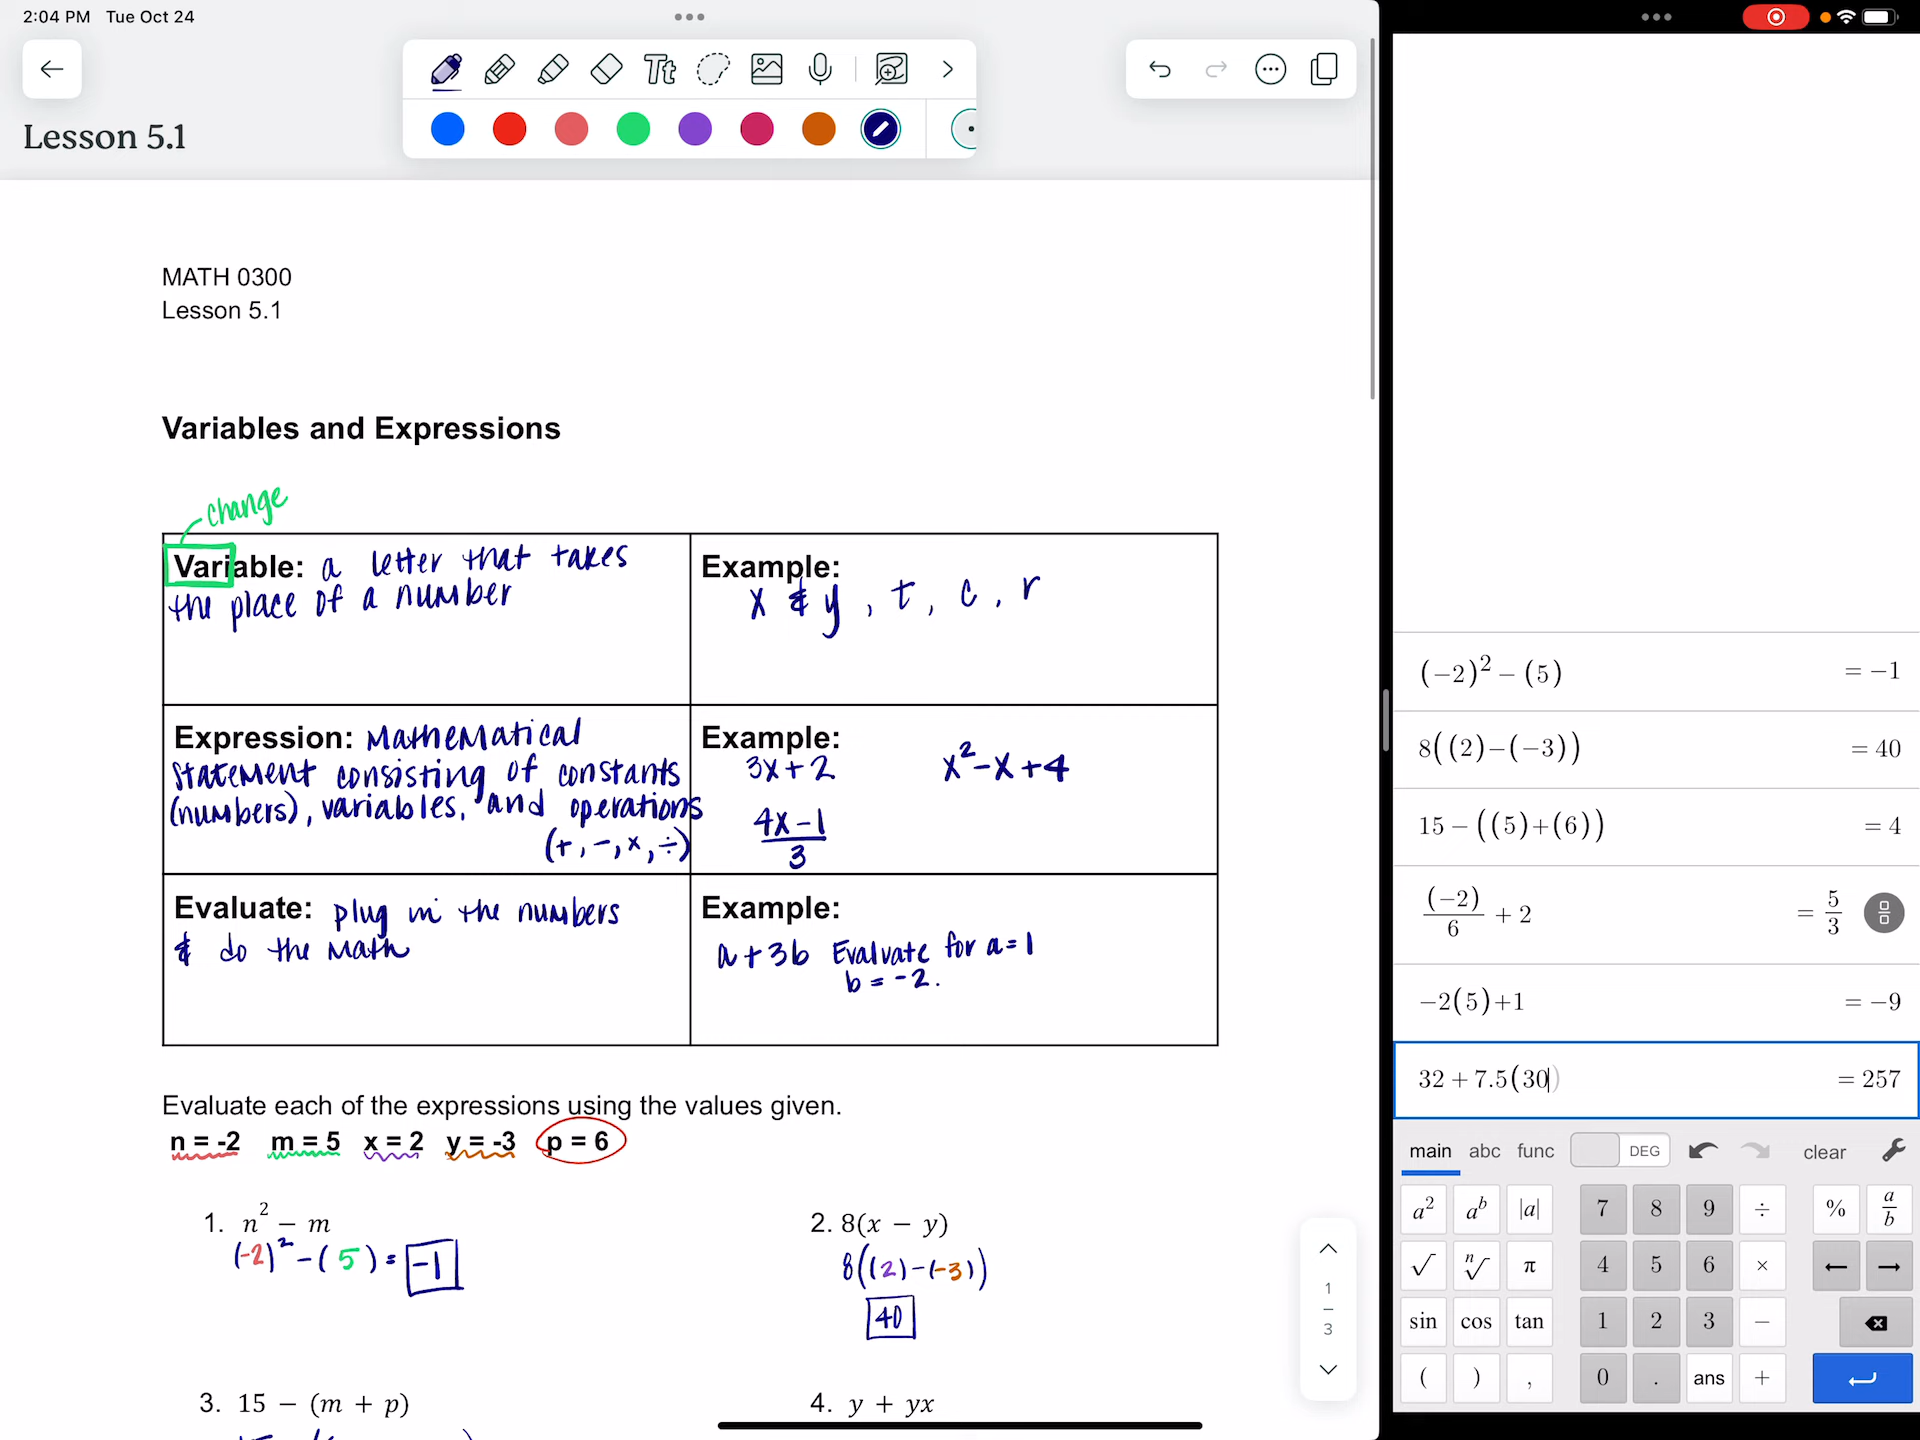 2:04 PM Tue Oct 24
Lesson 5.1
Tt
MATH 0300
Lesson 5.1
Variables and Expressions
change
Variable: a letter that takes
the place of a number
Example:
x & y, t, c, r
Expression: Mathematical
statement consisting of constants
(numbers), variables, and operations
(+, -, x, ÷)
Example:
3x+2 x²-x+4
4x-1
3
Evaluate: plug in the numbers
& do the math
Example:
a+3b Evaluate for a=1
b = -2.
Evaluate each of the expressions using the values given.
n = -2 m = 5 x = 2 y = -3 p = 6
1. n² − m
(-2)² - (5) = -1
2. 8(x − y)
8((2)-(-3))
40
3. 15 − (m + p)
4. y + yx
1
3
(−2)² − (5) = −1
8((2)−(−3)) = 40
15 − ((5)+(6)) = 4
(−2)/6 + 2 = 5/3
−2(5)+1 = −9
32 + 7.5(30) = 257
main abc func DEG clear
a² aᵇ |a| 7 8 9 ÷ % a/b
√ ⁿ√ π 4 5 6 × ← →
sin cos tan 1 2 3 −
( ) , 0 . ans +